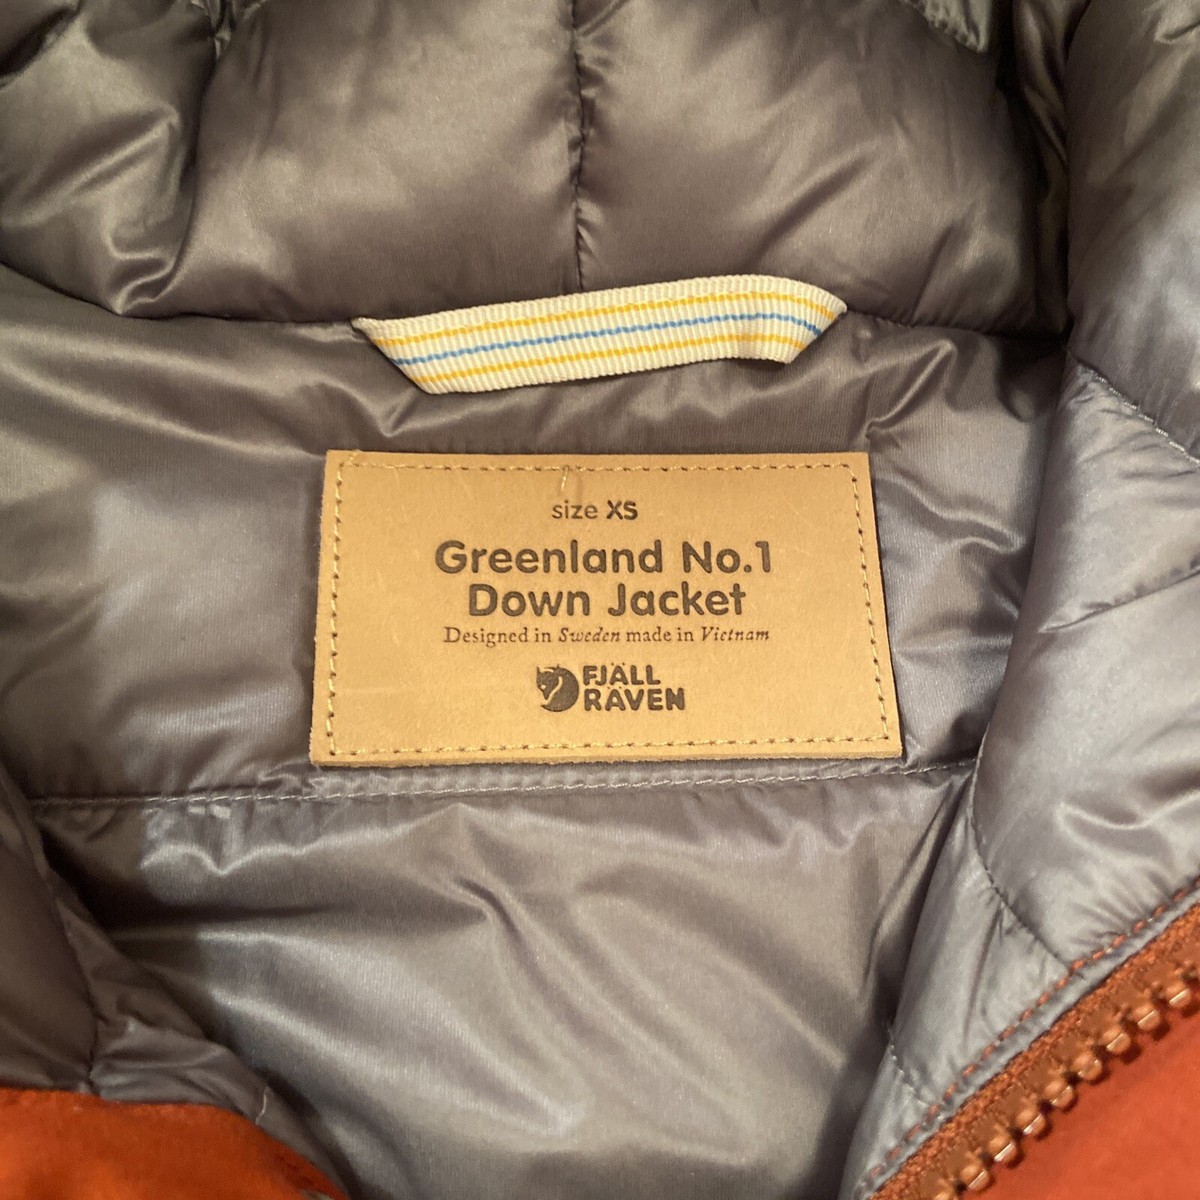 size XS
Greenland No.1
Down Jacket
Designed in Sweden made in Vietnam
FJÄLL
RÄVEN